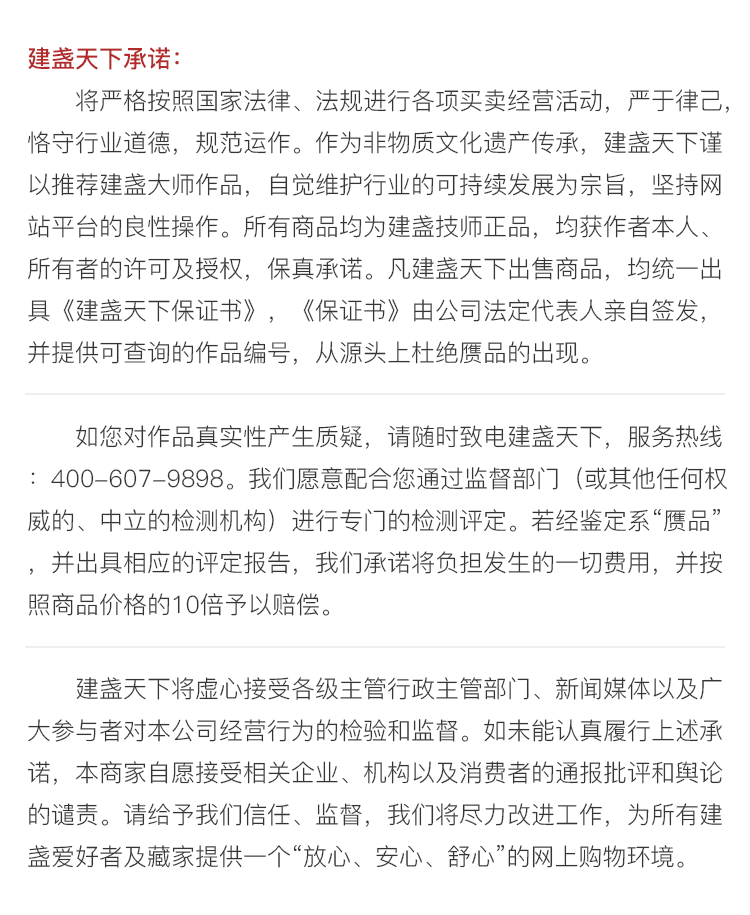 建盏天下承诺：
将严格按照国家法律、法规进行各项买卖经营活动，严于律己，
恪守行业道德，规范运作。作为非物质文化遗产传承，建盏天下谨
以推荐建盏大师作品，自觉维护行业的可持续发展为宗旨，坚持网
站平台的良性操作。所有商品均为建盏技师正品，均获作者本人、
所有者的许可及授权，保真承诺。凡建盏天下出售商品，均统一出
具《建盏天下保证书》，《保证书》由公司法定代表人亲自签发，
并提供可查询的作品编号，从源头上杜绝赝品的出现。
如您对作品真实性产生质疑，请随时致电建盏天下，服务热线
：400-607-9898。我们愿意配合您通过监督部门（或其他任何权
威的、中立的检测机构）进行专门的检测评定。若经鉴定系“赝品”
，并出具相应的评定报告，我们承诺将负担发生的一切费用，并按
照商品价格的10倍予以赔偿。
建盏天下将虚心接受各级主管行政主管部门、新闻媒体以及广
大参与者对本公司经营行为的检验和监督。如未能认真履行上述承
诺，本商家自愿接受相关企业、机构以及消费者的通报批评和舆论
的谴责。请给予我们信任、监督，我们将尽力改进工作，为所有建
盏爱好者及藏家提供一个“放心、安心、舒心”的网上购物环境。